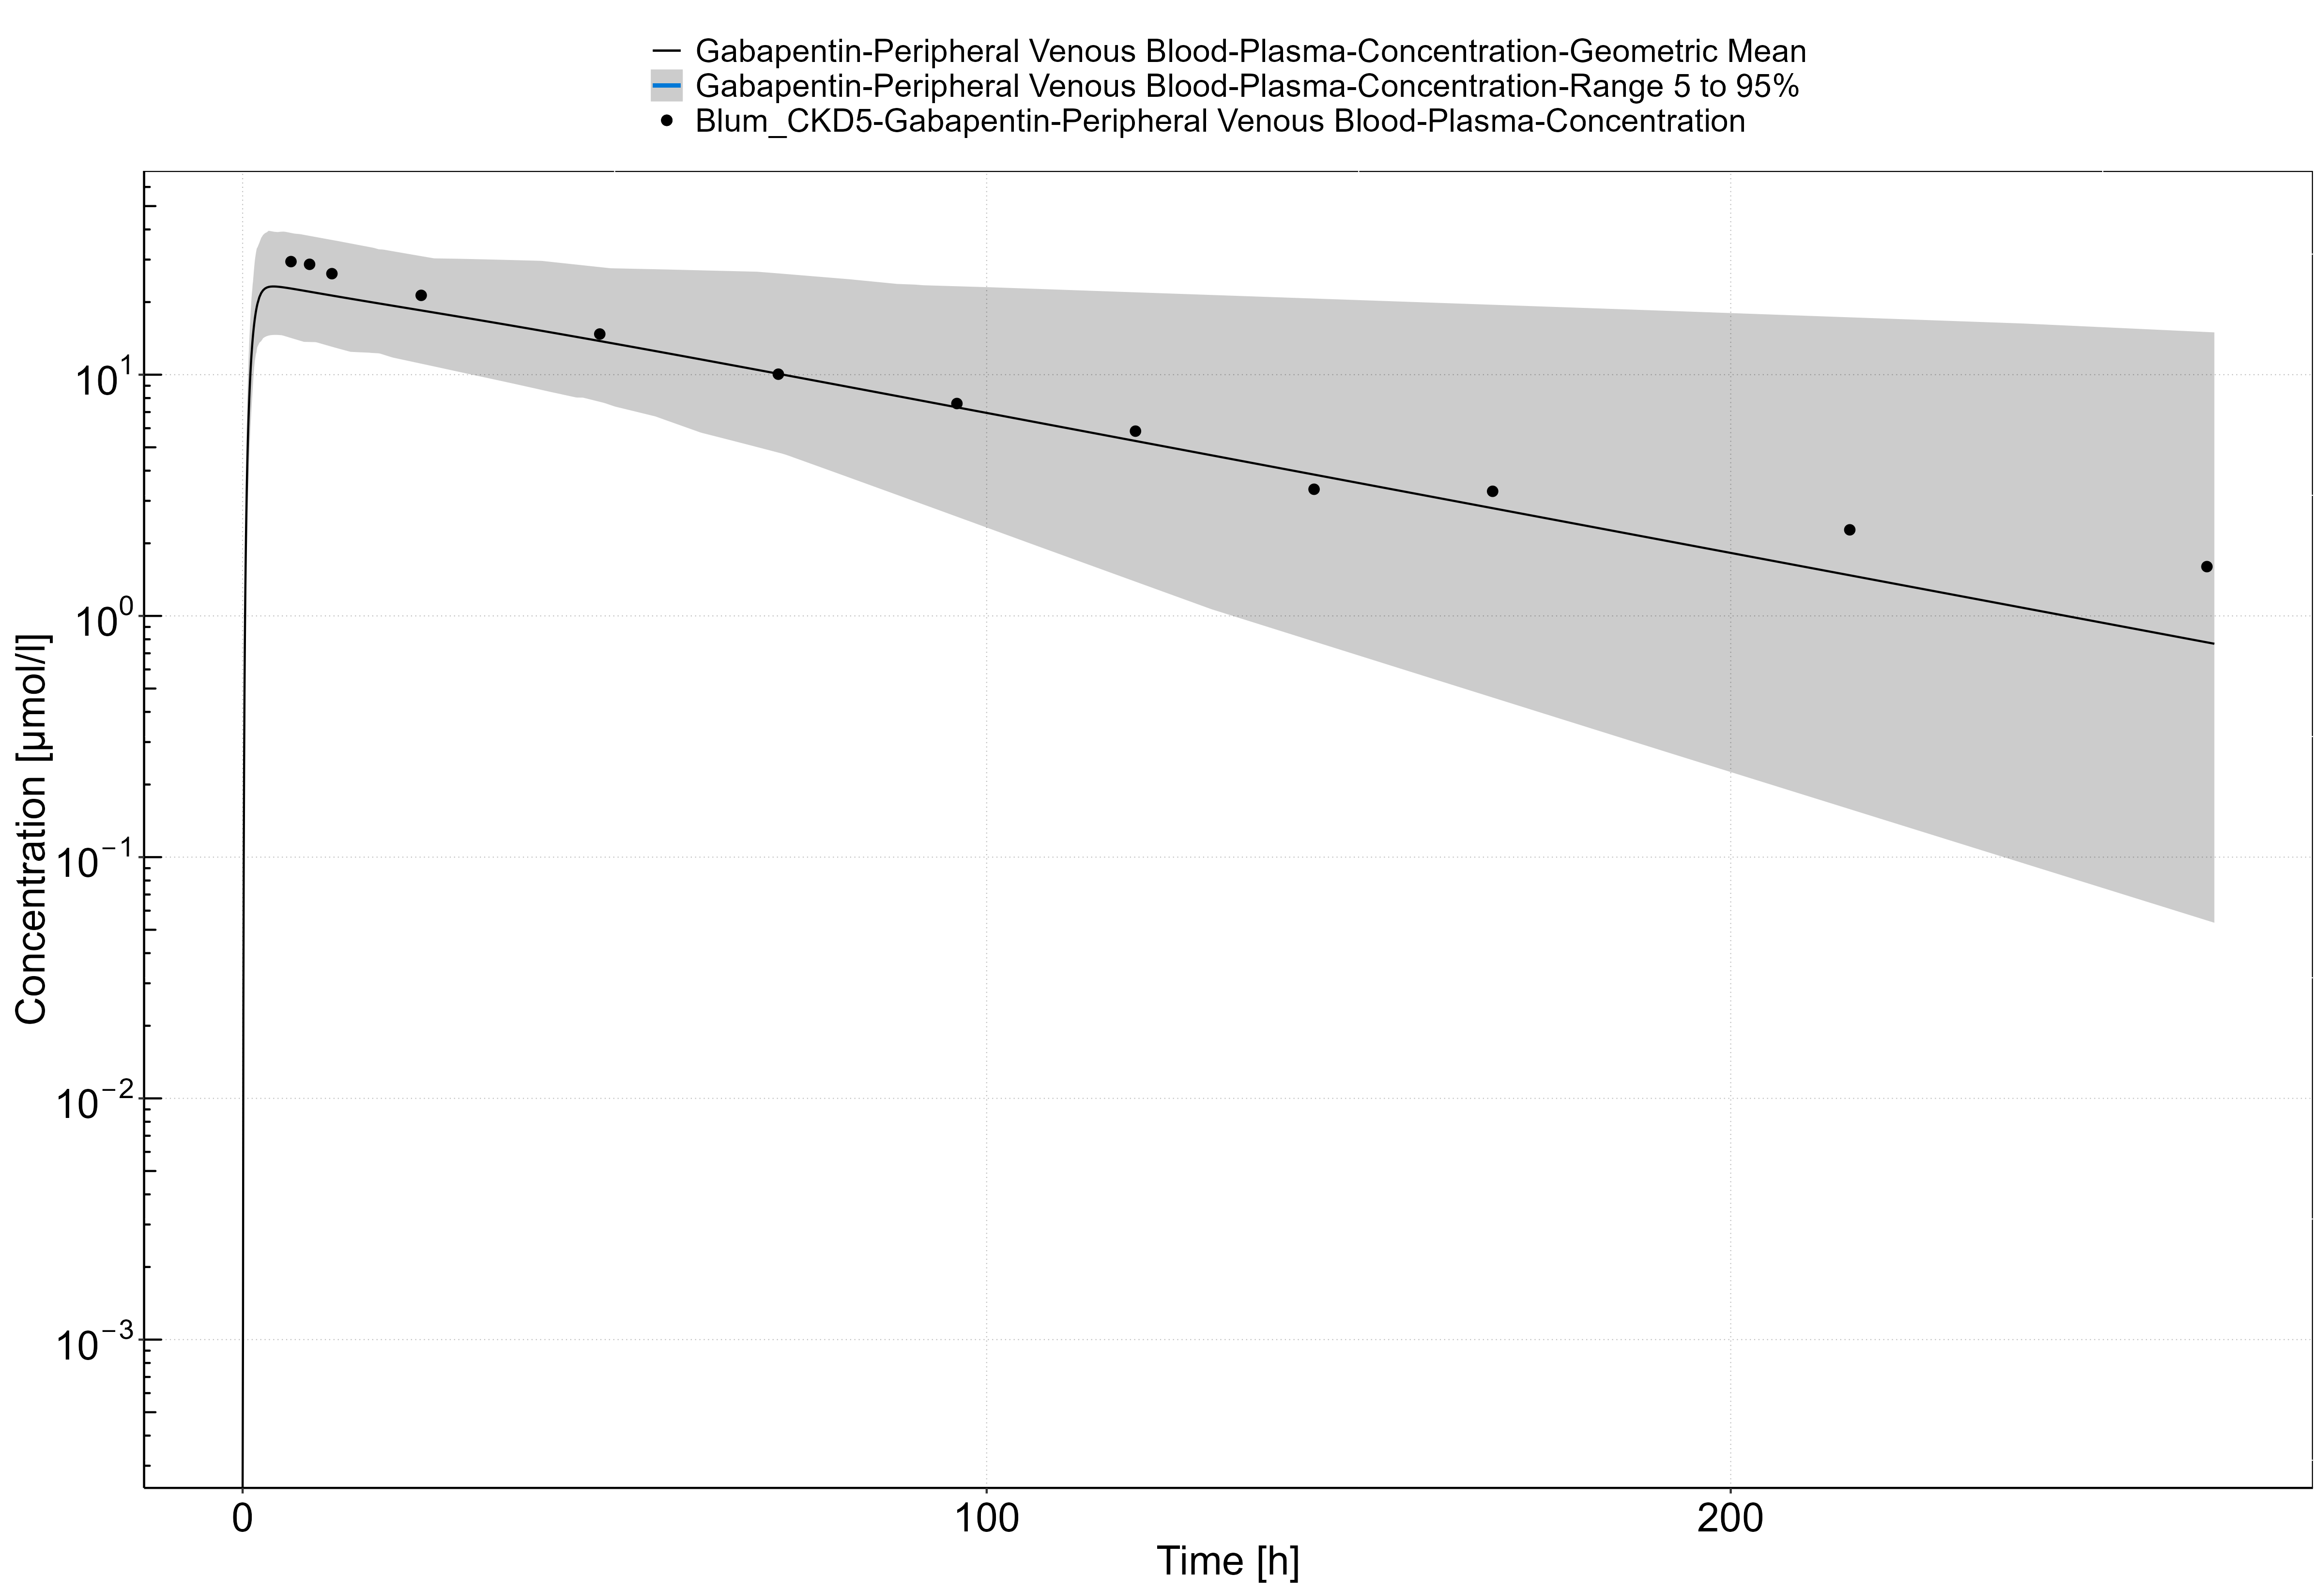 Gabapentin-Peripheral Venous Blood-Plasma-Concentration-Geometric Mean
Gabapentin-Peripheral Venous Blood-Plasma-Concentration-Range 5 to 95%
Blum_CKD5-Gabapentin-Peripheral Venous Blood-Plasma-Concentration
Concentration [µmol/l]
10¹
10⁰
10⁻¹
10⁻²
10⁻³
0 100 200
Time [h]